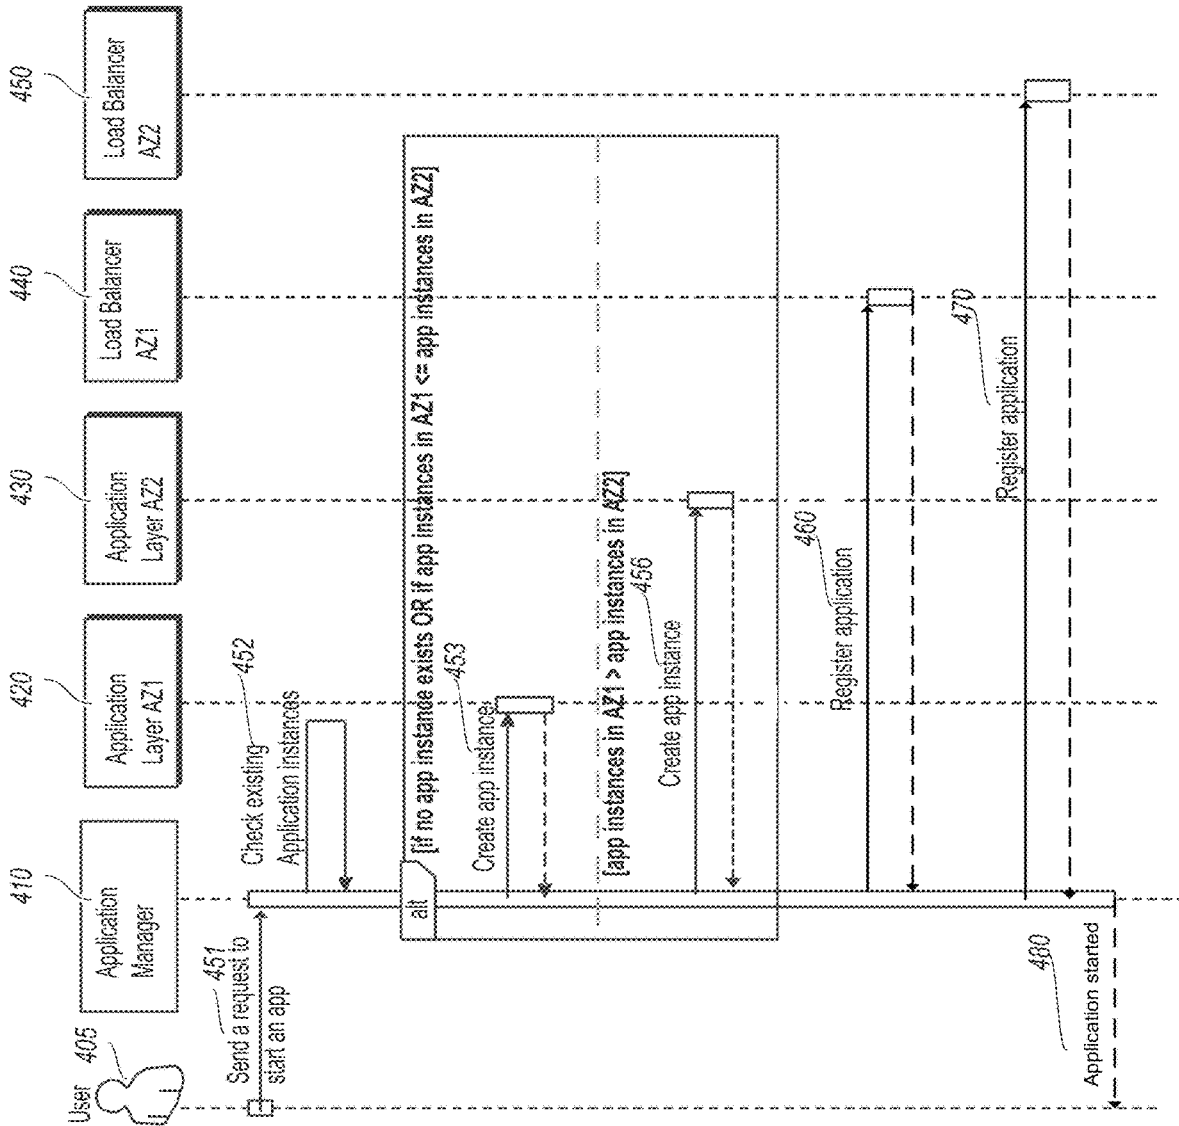 User
405
410
Application
Manager
420
Application
Layer AZ1
430
Application
Layer AZ2
440
Load Balancer
AZ1
450
Load Balancer
AZ2
451
Send a request to
start an app
452
Check existing
Application instances
alt
[if no app instance exists OR if app instances in AZ1 <= app instances in AZ2]
453
Create app instance
[app instances in AZ1 > app instances in AZ2]
456
Create app instance
460
Register application
470
Register application
480
Application started